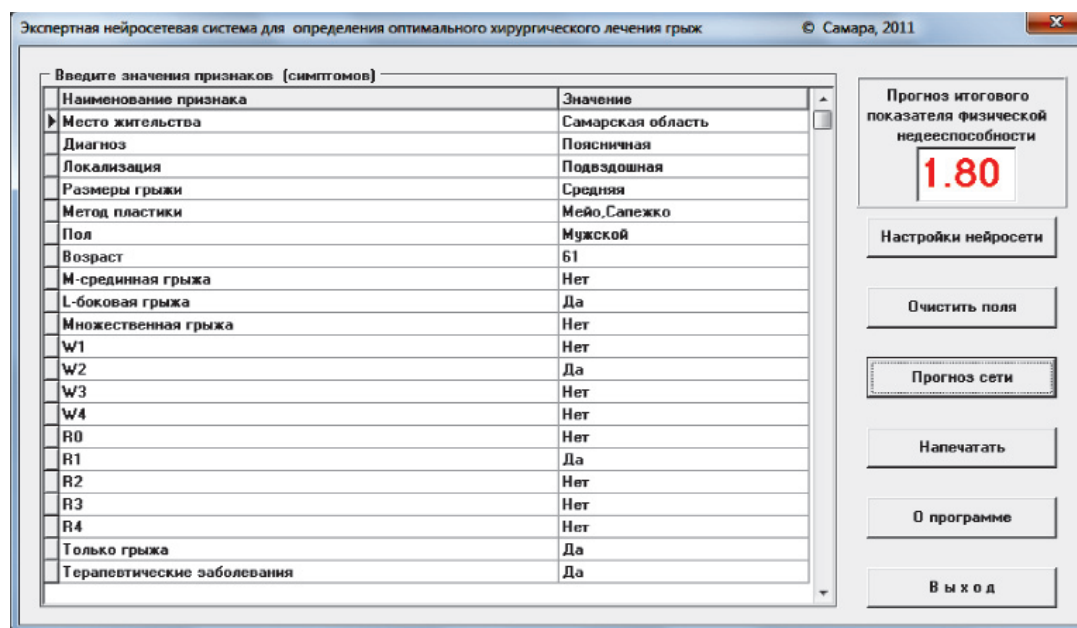 Экспертная нейросетевая система для определения оптимального хирургического лечения грыж © Самара, 2011
Введите значения признаков (симптомов)
Наименование признака Значение
Место жительства Самарская область
Диагноз Поясничная
Локализация Подвздошная
Размеры грыжи Средняя
Метод пластики Мейо,Сапежко
Пол Мужской
Возраст 61
М-срединная грыжа Нет
L-боковая грыжа Да
Множественная грыжа Нет
W1 Нет
W2 Да
W3 Нет
W4 Нет
R0 Нет
R1 Да
R2 Нет
R3 Нет
R4 Нет
Только грыжа Да
Терапевтические заболевания Да
Прогноз итогового
показателя физической
недееспособности
1.80
Настройки нейросети
Очистить поля
Прогноз сети
Напечатать
О программе
В ы х о д